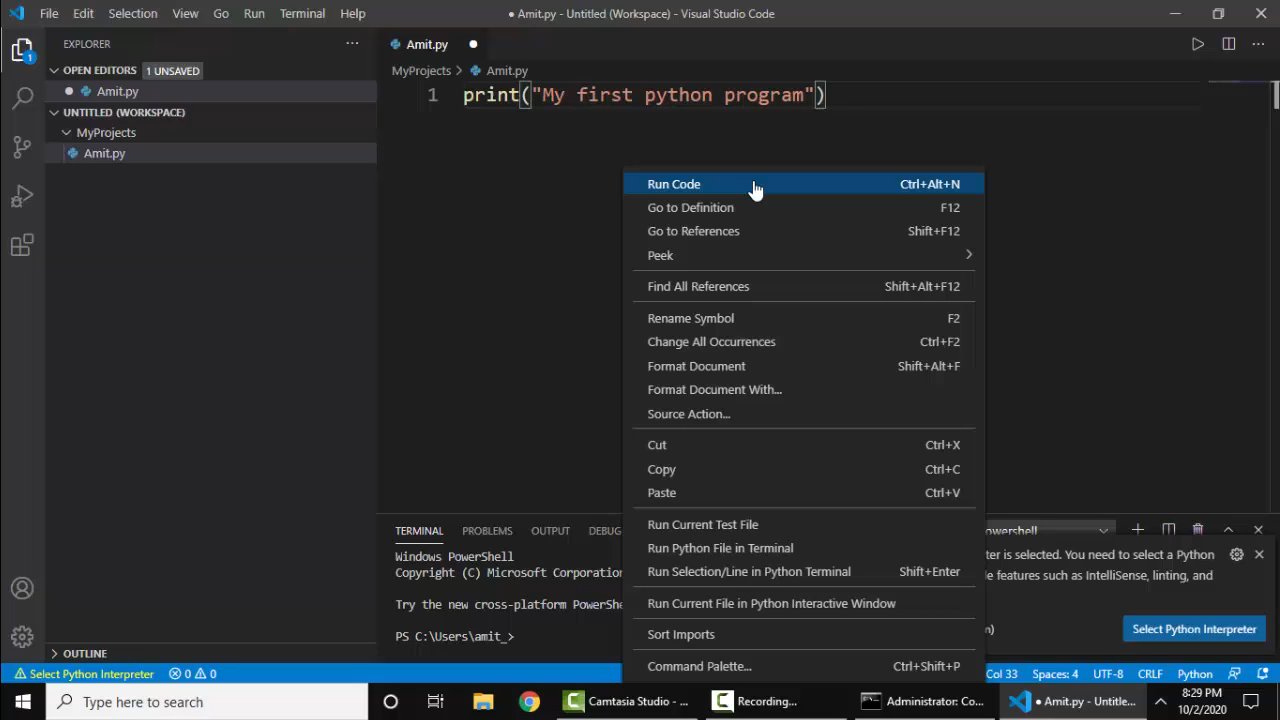 File Edit Selection View Go Run Terminal Help
● Amit.py - Untitled (Workspace) - Visual Studio Code
EXPLORER
OPEN EDITORS 1 UNSAVED
● Amit.py
UNTITLED (WORKSPACE)
MyProjects
Amit.py
OUTLINE
1
Amit.py ●
MyProjects > Amit.py
1 print("My first python program")
Run Code Ctrl+Alt+N
Go to Definition F12
Go to References Shift+F12
Peek >
Find All References Shift+Alt+F12
Rename Symbol F2
Change All Occurrences Ctrl+F2
Format Document Shift+Alt+F
Format Document With...
Source Action...
Cut Ctrl+X
Copy Ctrl+C
Paste Ctrl+V
Run Current Test File
Run Python File in Terminal
Run Selection/Line in Python Terminal Shift+Enter
Run Current File in Python Interactive Window
Sort Imports
Command Palette... Ctrl+Shift+P
TERMINAL PROBLEMS OUTPUT DEBUG
owershell
Windows PowerShell
Copyright (C) Microsoft Corporation
Try the new cross-platform PowerShe
PS C:\Users\amit_>
ter is selected. You need to select a Python
le features such as IntelliSense, linting, and
n)
Select Python Interpreter
Select Python Interpreter 0 0
Col 33 Spaces: 4 UTF-8 CRLF Python
Type here to search
Camtasia Studio - ...
Recording...
Administrator: Co...
● Amit.py - Untitle...
8:29 PM
10/2/2020